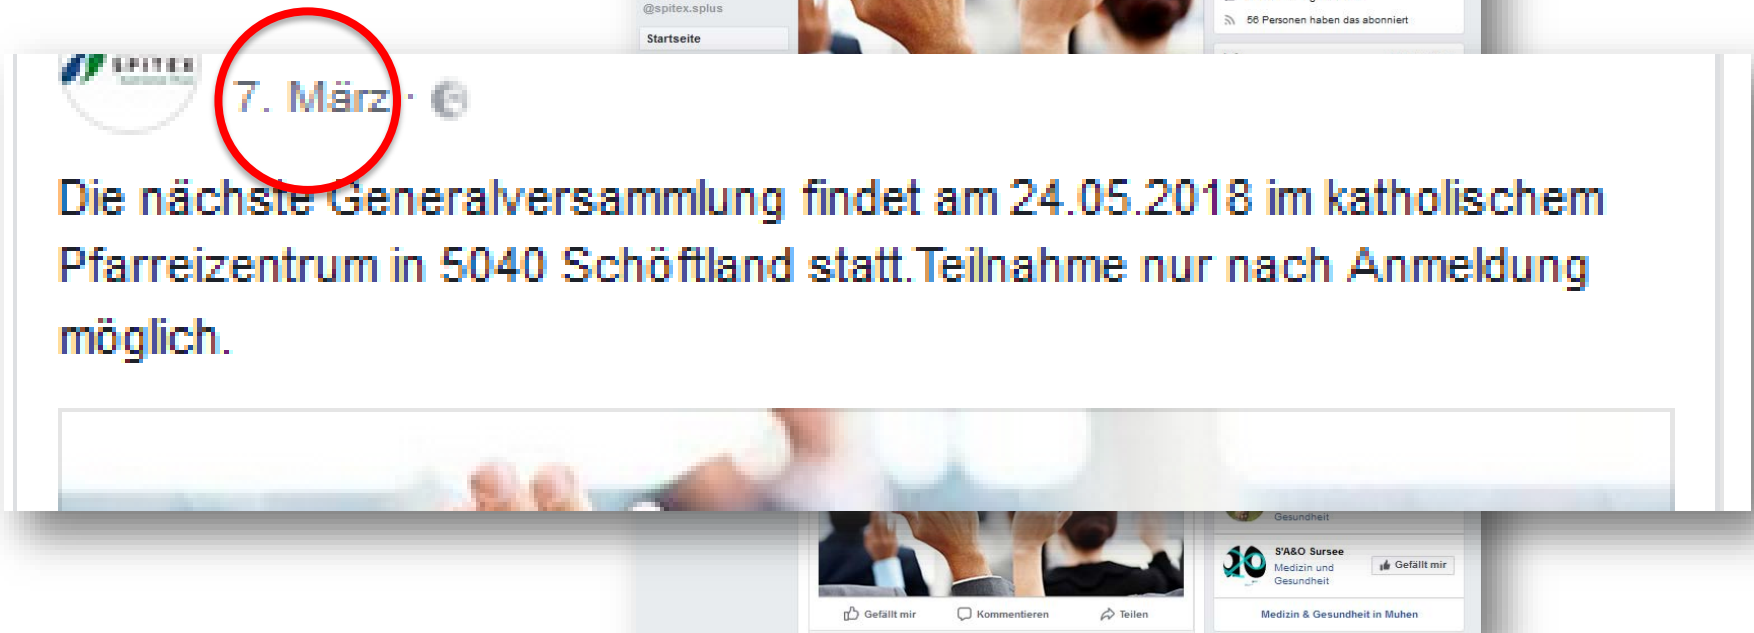 @spitex.splus
Startseite
56 Personen haben das abonniert
SPITEX
7. März ·
Die nächste Generalversammlung findet am 24.05.2018 im katholischem
Pfarreizentrum in 5040 Schöftland statt.Teilnahme nur nach Anmeldung
möglich.
Gesundheit
S'A&O Sursee
Medizin und
Gesundheit
Gefällt mir
Gefällt mir
Kommentieren
Teilen
Medizin & Gesundheit in Muhen